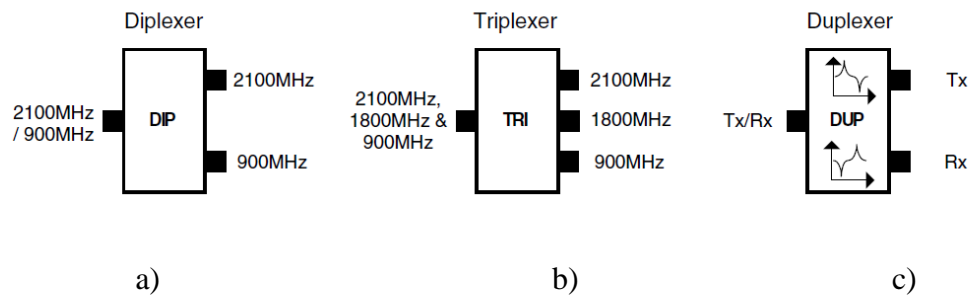 Diplexer
2100MHz
/ 900MHz
DIP
2100MHz
900MHz
a)
Triplexer
2100MHz,
1800MHz &
900MHz
TRI
2100MHz
1800MHz
900MHz
b)
Duplexer
Tx/Rx
DUP
Tx
Rx
c)